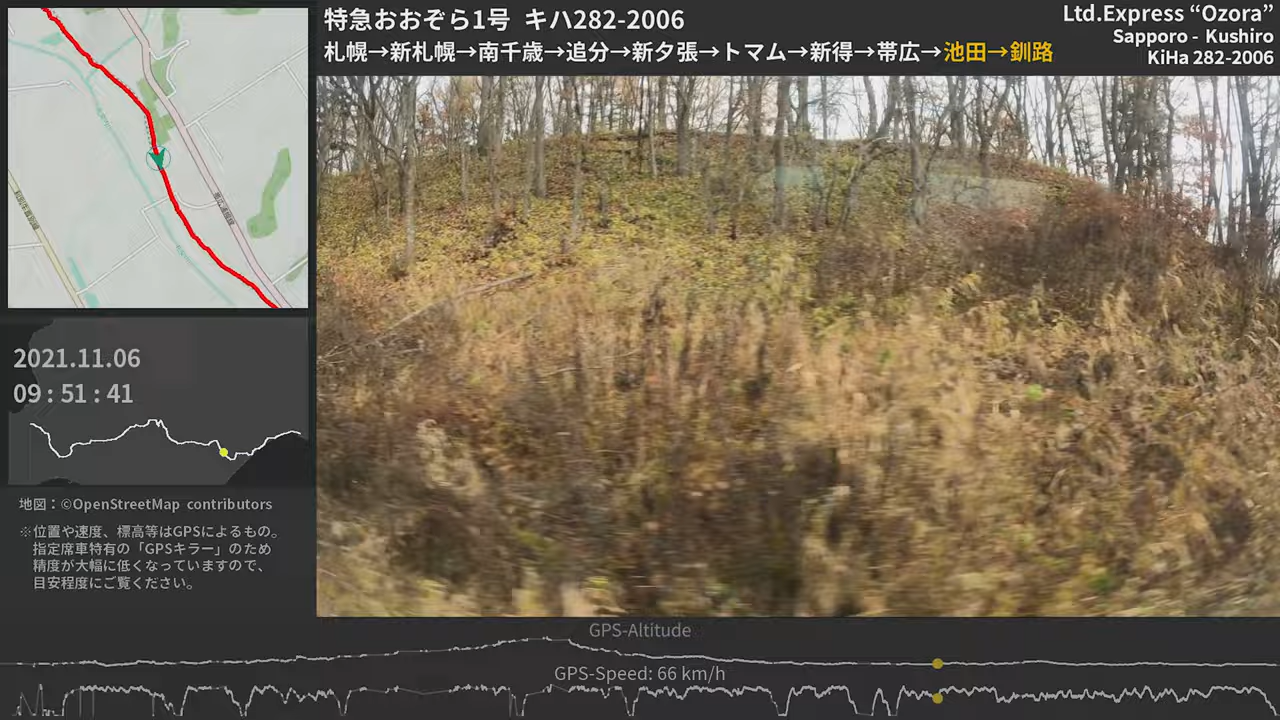 特急おおぞら1号 キハ282-2006
札幌→新札幌→南千歳→追分→新夕張→トマム→新得→帯広→池田→釧路
Ltd.Express “Ozora”
Sapporo - Kushiro
KiHa 282-2006
2021.11.06
09 : 51 : 41
地図：©OpenStreetMap contributors
※位置や速度、標高等はGPSによるもの。
指定席車特有の「GPSキラー」のため
精度が大幅に低くなっていますので、
目安程度にご覧ください。
GPS-Altitude
GPS-Speed: 66 km/h